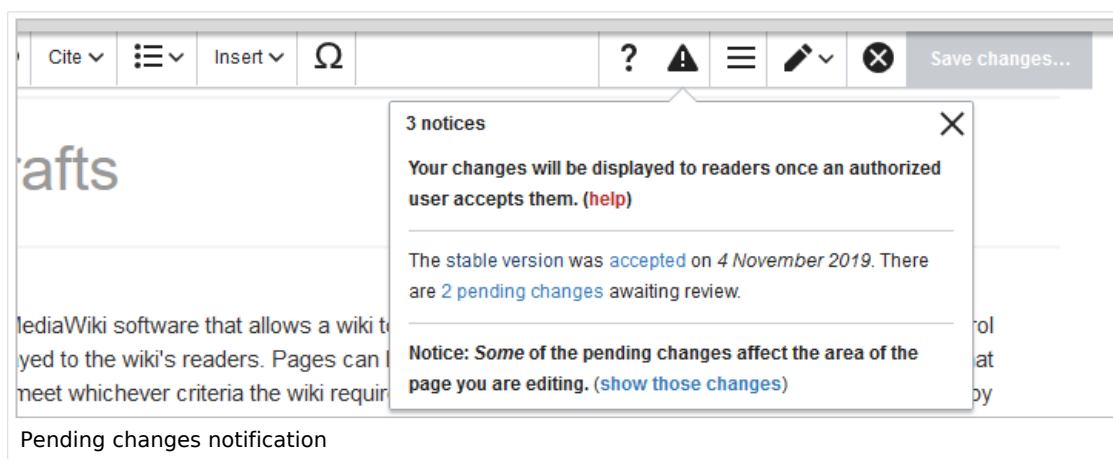 Cite Insert Ω ? Save changes...
3 notices
rafts
Your changes will be displayed to readers once an authorized
user accepts them. (help)
The stable version was accepted on 4 November 2019. There
are 2 pending changes awaiting review.
MediaWiki software that allows a wiki to rol
yed to the wiki's readers. Pages can at
Notice: Some of the pending changes affect the area of the
page you are editing. (show those changes)
meet whichever criteria the wiki requir by
Pending changes notification